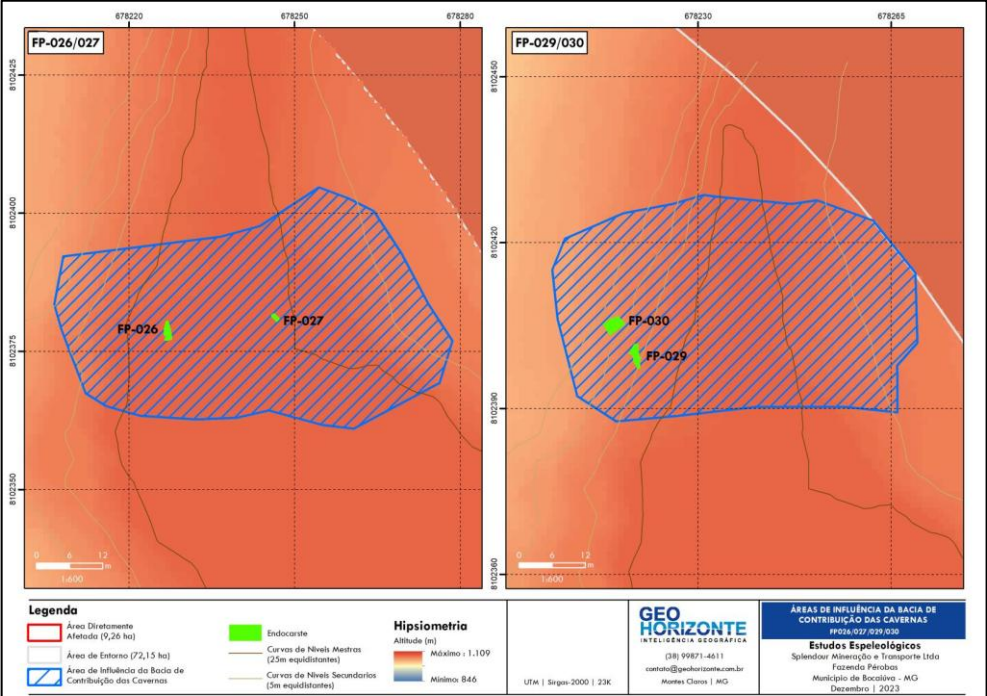 678220 678250 678280
FP-026/027
8102425
8102400
8102375
8102350
FP-026
FP-027
0 6 12
m
1:600
678230 678265
FP-029/030
8102450
8102420
8102390
8102360
FP-030
FP-029
0 6 12
m
1:600
Legenda
Área Diretamente
Afetada (9,26 ha)
Área de Entorno (72,15 ha)
Área de Influência da Bacia de
Contribuição das Cavernas
Endocarste
Curvas de Níveis Mestras
(25m equidistantes)
Curvas de Níveis Secundarios
(5m equidistantes)
Hipsiometria
Altitude (m)
Máximo : 1.109
Mínimo: 846
UTM | Sirgas-2000 | 23K
GEO
HORIZONTE
INTELIGÊNCIA GEOGRÁFICA
(38) 99871-4611
contato@geohorizonte.com.br
Montes Claros | MG
ÁREAS DE INFLUÊNCIA DA BACIA DE
CONTRIBUIÇÃO DAS CAVERNAS
FP026/027/029/030
Estudos Espeleológicos
Splendour Mineração e Transporte Ltda
Fazenda Pérobas
Município de Bocaiúva - MG
Dezembro | 2023